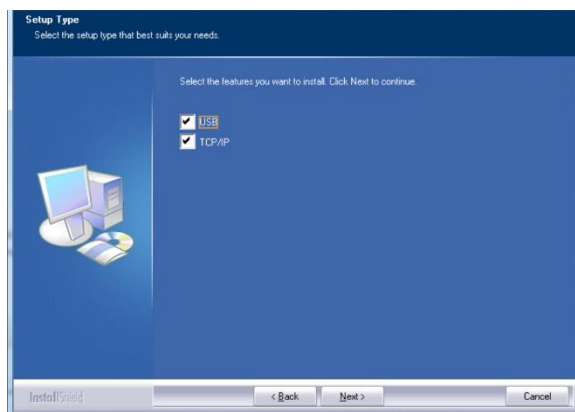 Setup Type
Select the setup type that best suits your needs.
Select the features you want to install. Click Next to continue.
USB
TCP/IP
InstallShield
< Back
Next >
Cancel